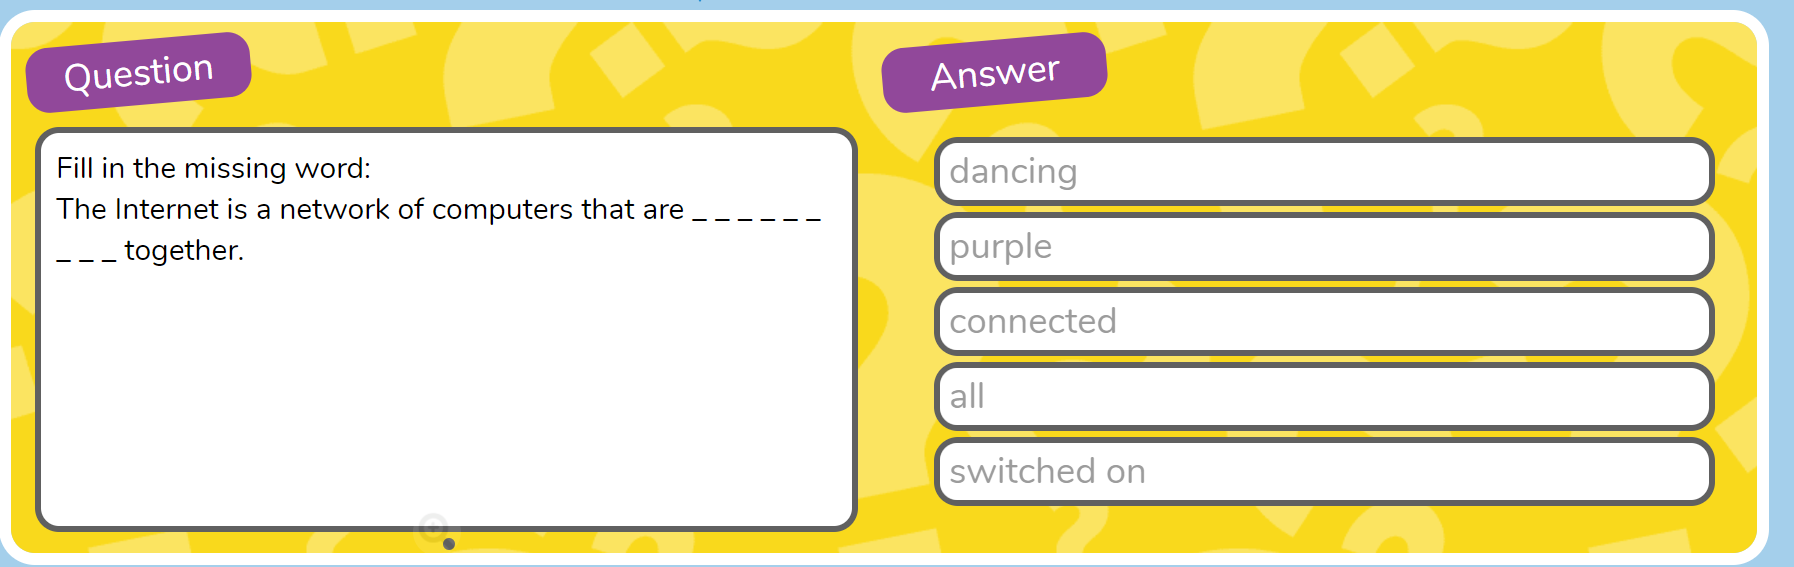 Question
Fill in the missing word:
The Internet is a network of computers that are _ _ _ _ _ _
_ _ _ together.
Answer
dancing
purple
connected
all
switched on